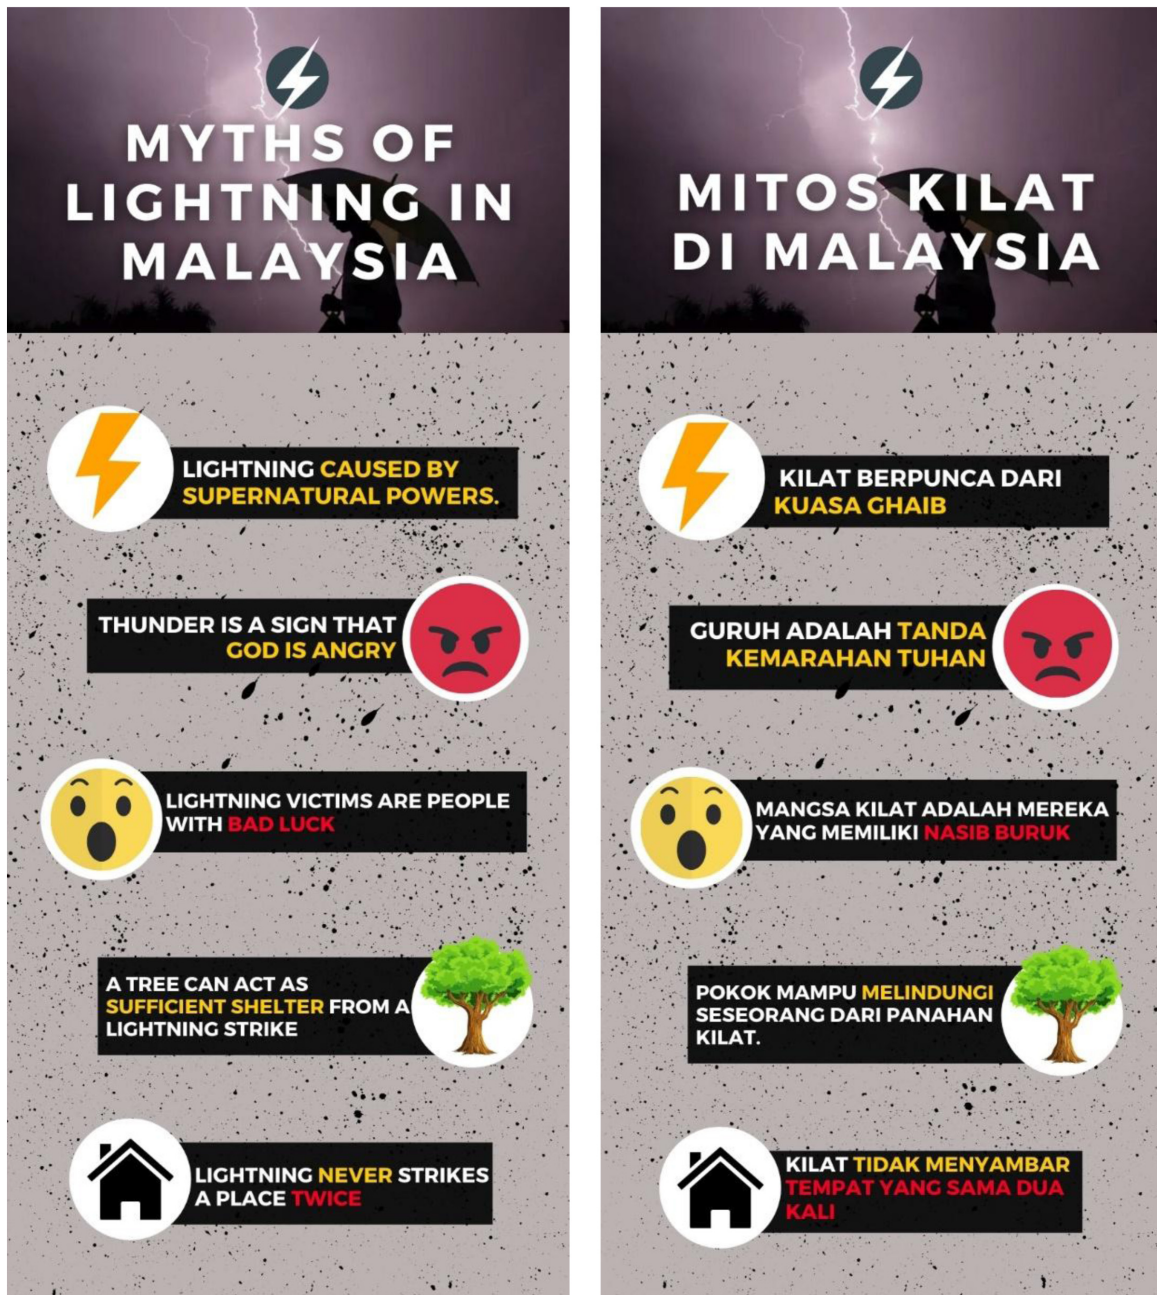 MYTHS OF
LIGHTNING IN
MALAYSIA
LIGHTNING CAUSED BY
SUPERNATURAL POWERS.
THUNDER IS A SIGN THAT
GOD IS ANGRY
LIGHTNING VICTIMS ARE PEOPLE
WITH BAD LUCK
A TREE CAN ACT AS
SUFFICIENT SHELTER FROM A
LIGHTNING STRIKE
LIGHTNING NEVER STRIKES
A PLACE TWICE
MITOS KILAT
DI MALAYSIA
KILAT BERPUNCA DARI
KUASA GHAIB
GURUH ADALAH TANDA
KEMARAHAN TUHAN
MANGSA KILAT ADALAH MEREKA
YANG MEMILIKI NASIB BURUK
POKOK MAMPU MELINDUNGI
SESEORANG DARI PANAHAN
KILAT.
KILAT TIDAK MENYAMBAR
TEMPAT YANG SAMA DUA
KALI